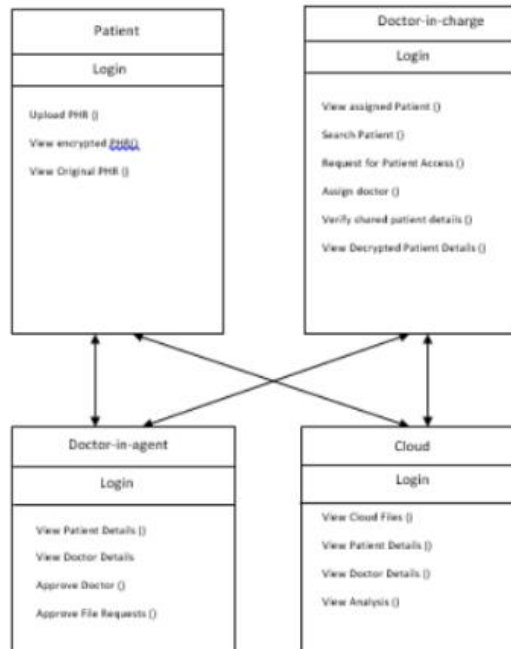 Patient
Login
Upload PHR ()
View encrypted PHR()
View Original PHR ()
Doctor-in-charge
Login
View assigned Patient ()
Search Patient ()
Request for Patient Access ()
Assign doctor ()
Verify shared patient details ()
View Decrypted Patient Details ()
Doctor-in-agent
Login
View Patient Details ()
View Doctor Details
Approve Doctor ()
Approve File Requests ()
Cloud
Login
View Cloud Files ()
View Patient Details ()
View Doctor Details ()
View Analysis ()